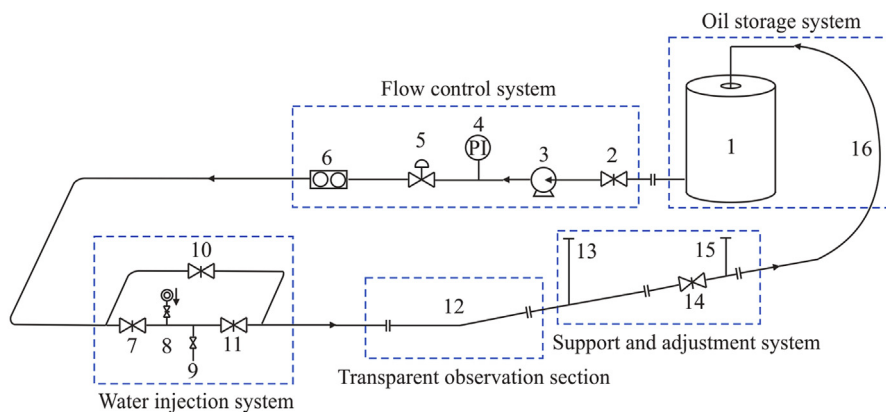 Oil storage system
Flow control system
4
5
PI
3
2
6
1
16
10
13
15
12
14
7
8
11
9
Support and adjustment system
Transparent observation section
Water injection system